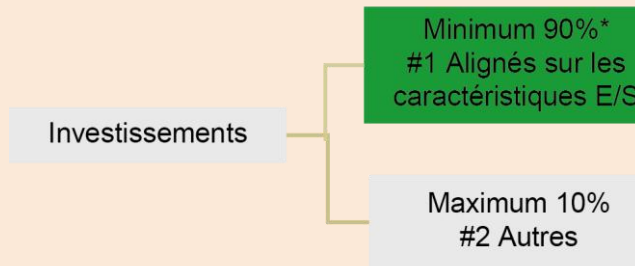 Minimum 90%*
#1 Alignés sur les
caractéristiques E/S
Investissements
Maximum 10%
#2 Autres